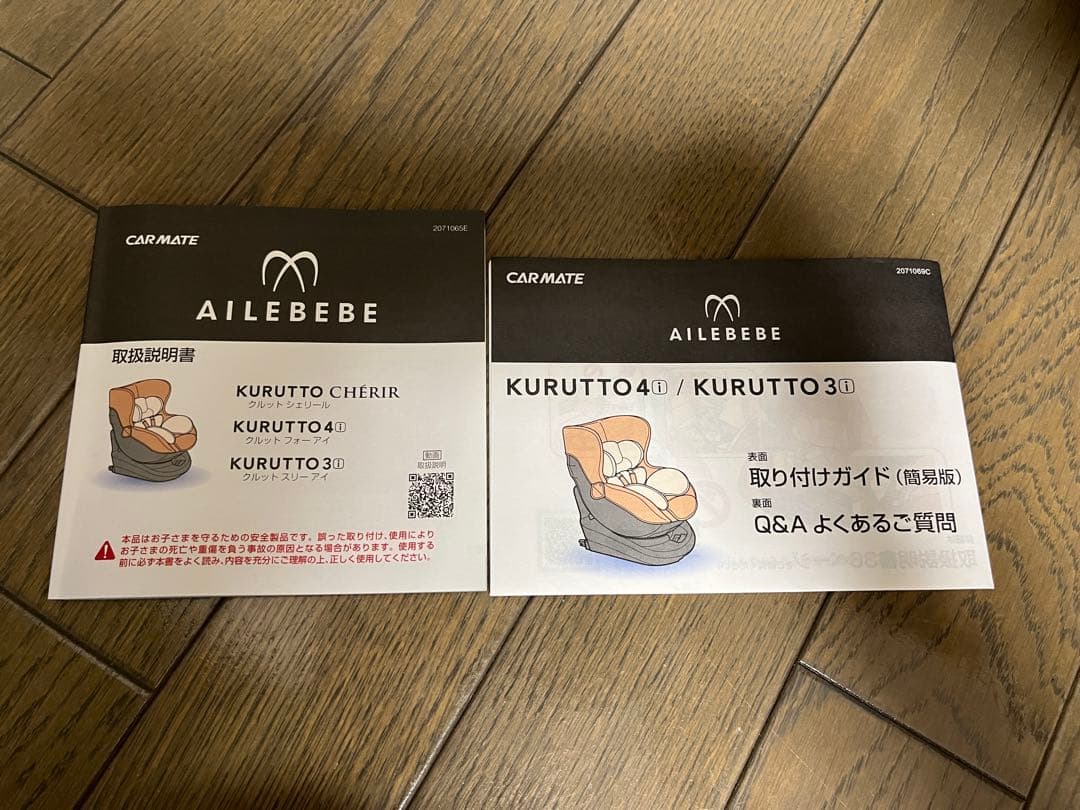 CARMATE
2071065E
AILEBEBE
取扱説明書
KURUTTO CHÉRIR
クルット シェリール
KURUTTO4i
クルット フォー アイ
KURUTTO3i
クルット スリー アイ
動画
取扱説明
本品はお子さまを守るための安全製品です。誤った取り付け、使用により
お子さまの死亡や重傷を負う事故の原因となる場合があります。使用する
前に必ず本書をよく読み、内容を充分にご理解の上、正しく使用してください。
CARMATE
2071069C
AILEBEBE
KURUTTO4i / KURUTTO3i
表面
取り付けガイド(簡易版)
裏面
Q&A よくあるご質問